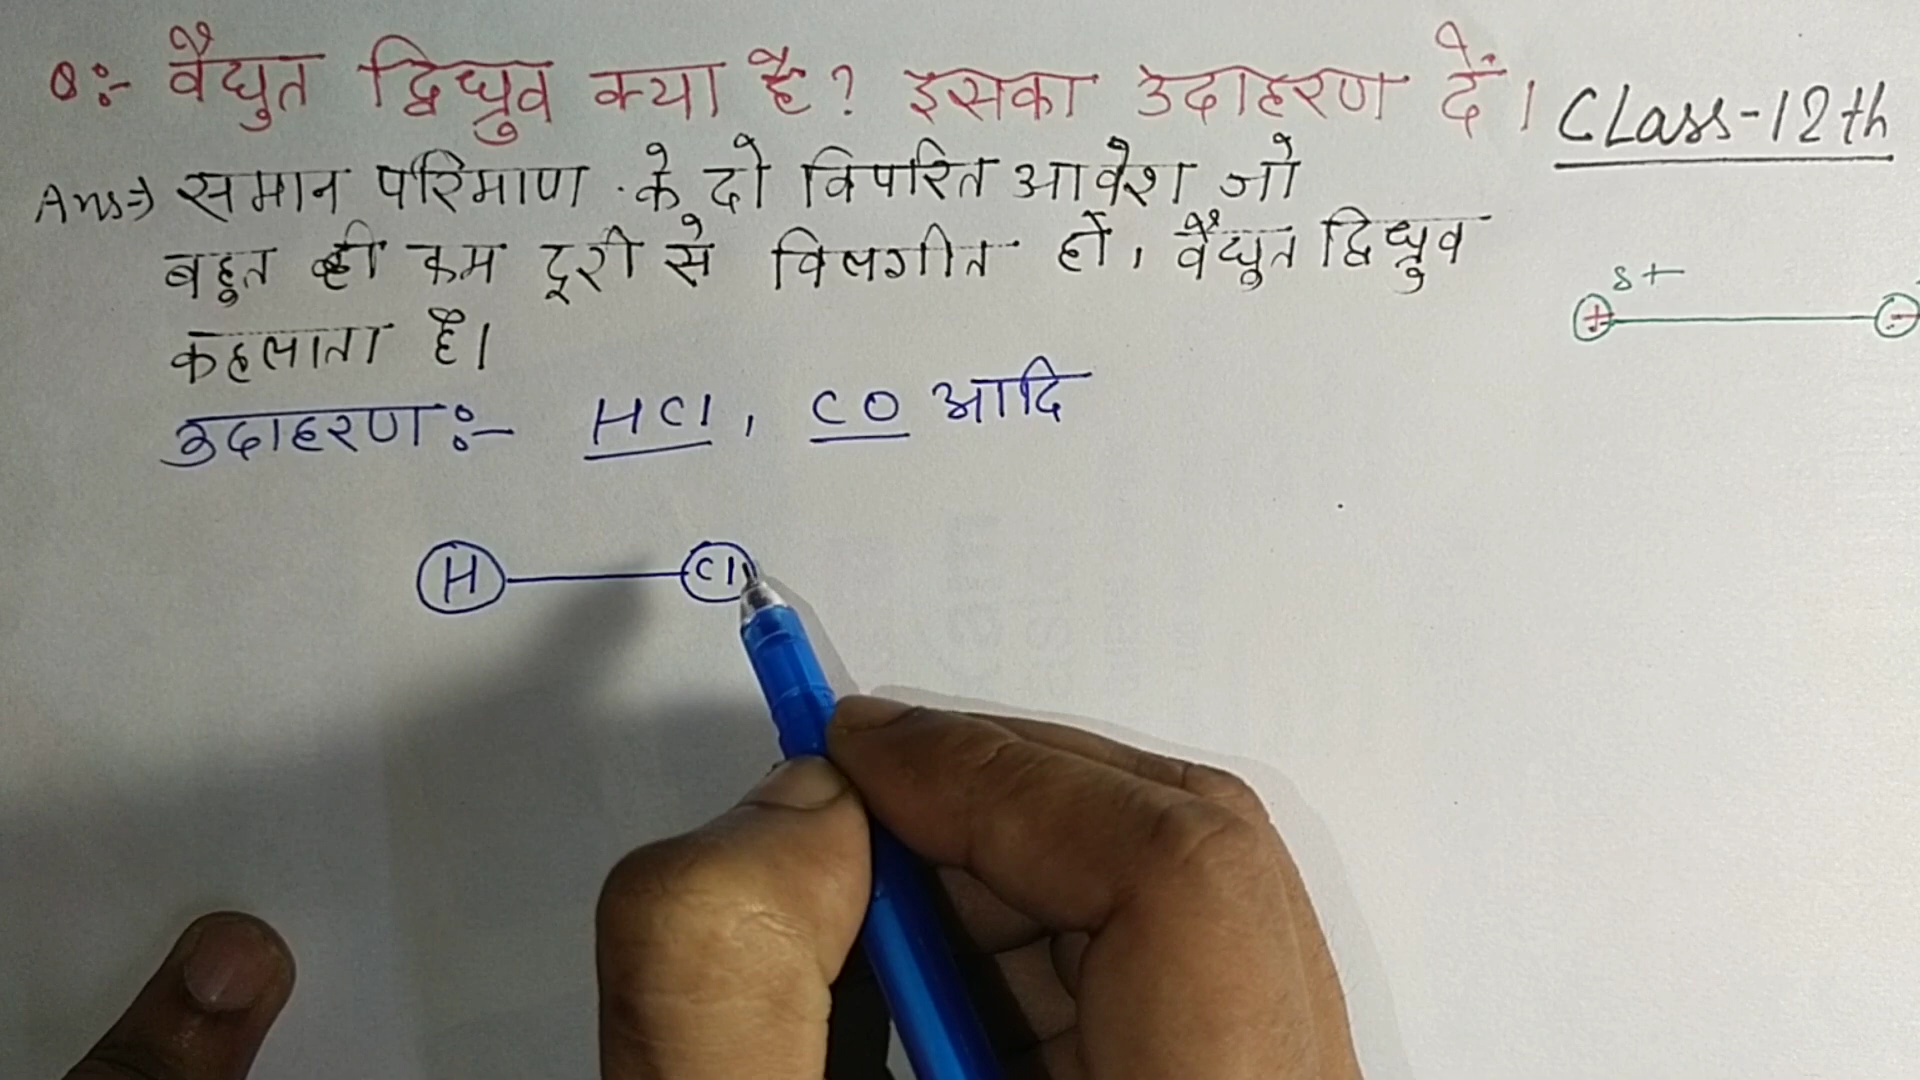 Q:- वैद्युत द्विध्रुव क्या है? इसका उदाहरण दें।
CLass-12th
Ans→ समान परिमाण के दो विपरित आवेश जो
बहुत ही कम दूरी से विलगीत हों, वैद्युत द्विध्रुव
कहलाता है।
δ+
+ -
उदाहरण:- HCl, CO आदि
H Cl